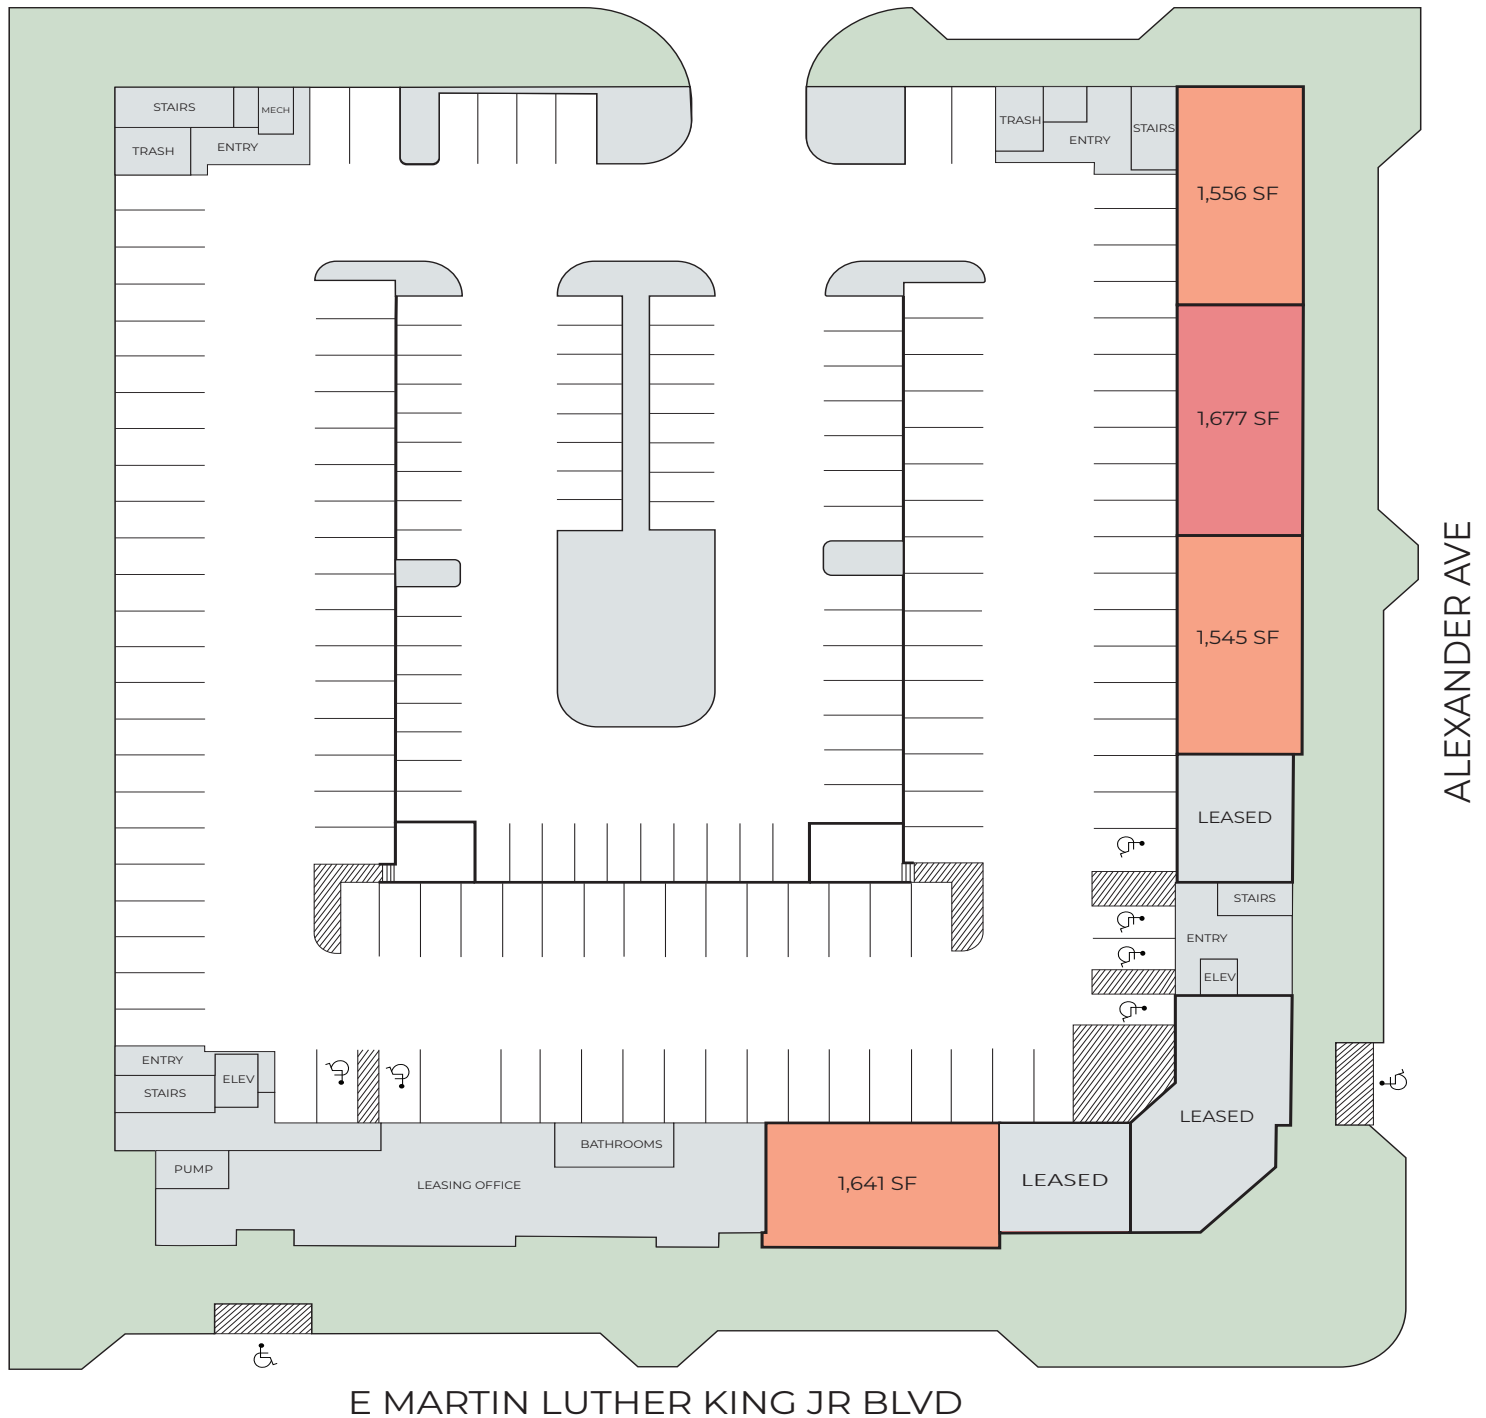 STAIRS
MECH
TRASH
ENTRY
TRASH
ENTRY
STAIRS
1,556 SF
1,677 SF
1,545 SF
ALEXANDER AVE
LEASED
STAIRS
ENTRY
ELEV
ENTRY
STAIRS
ELEV
LEASED
PUMP
BATHROOMS
LEASING OFFICE
1,641 SF
LEASED
E MARTIN LUTHER KING JR BLVD